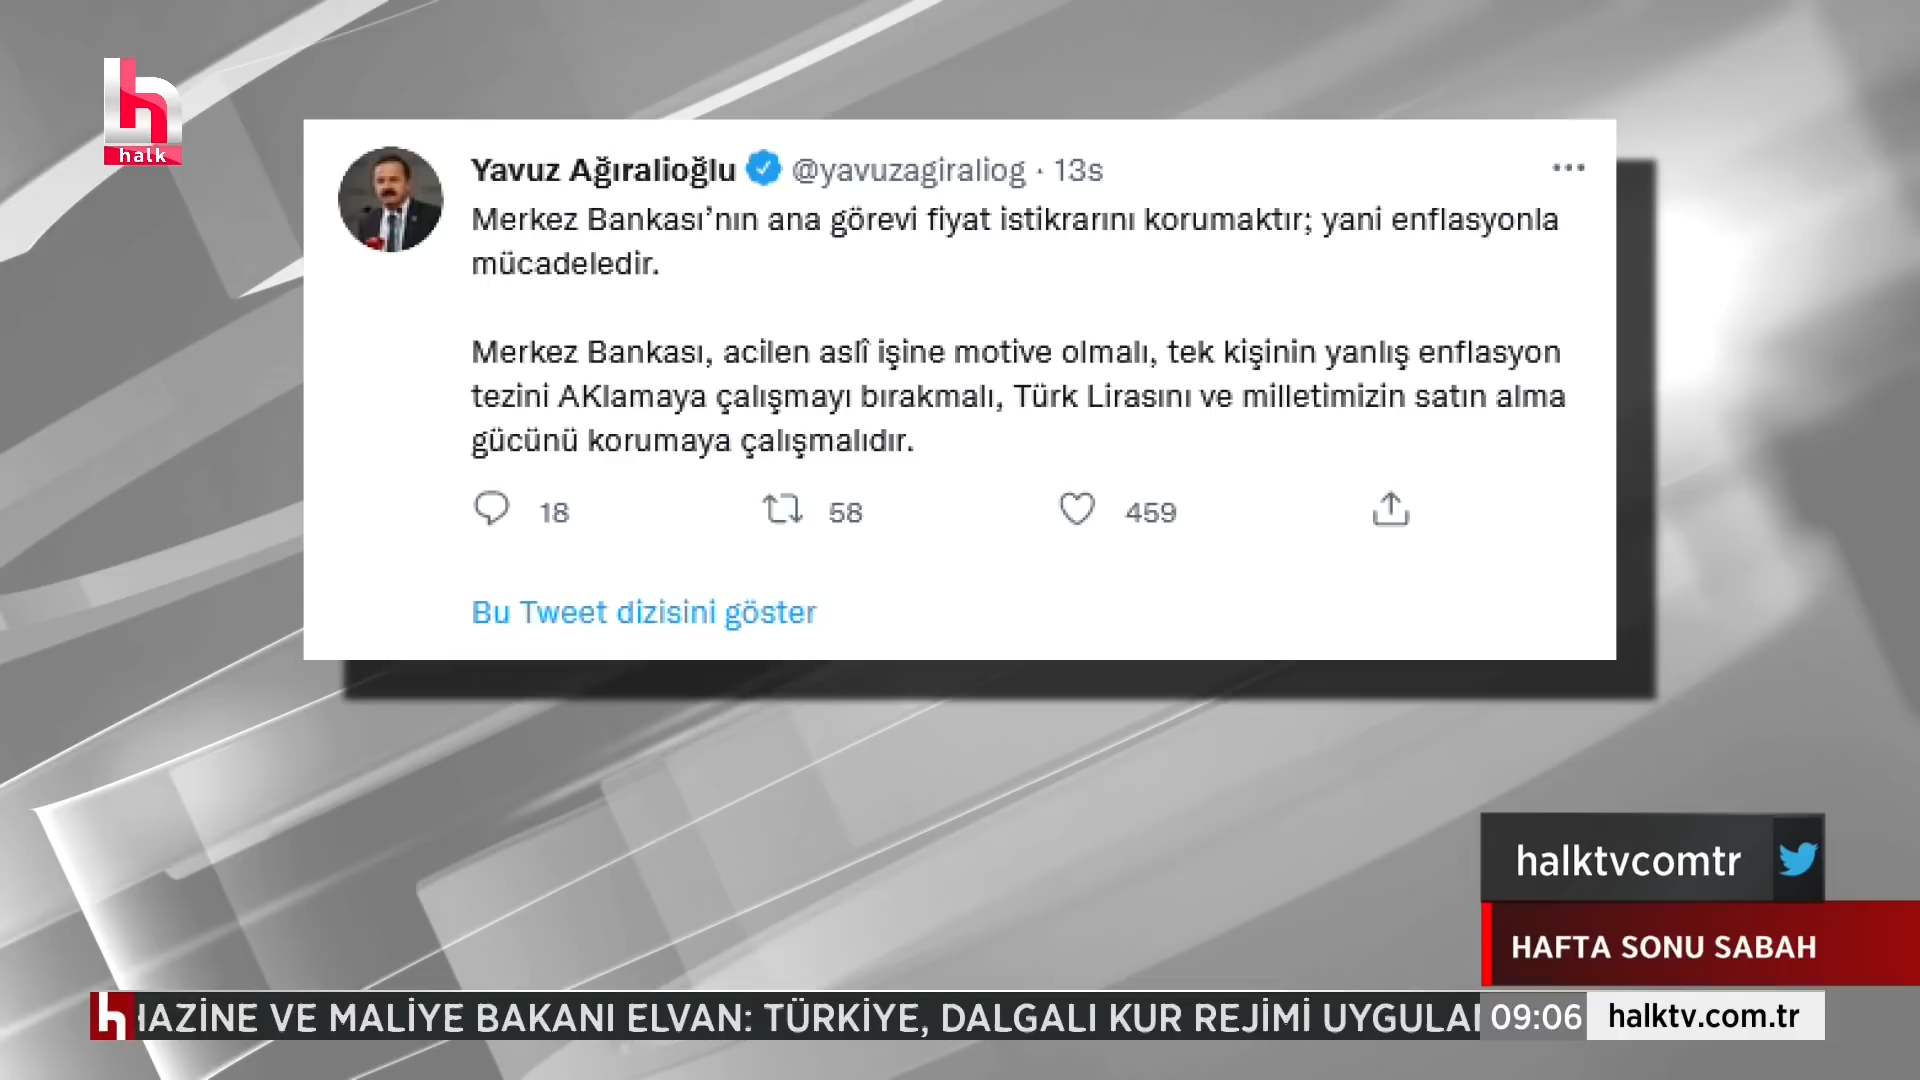 halk
Yavuz Ağıralioğlu @yavuzagiraliog · 13s
Merkez Bankası’nın ana görevi fiyat istikrarını korumaktır; yani enflasyonla
mücadeledir.
Merkez Bankası, acilen aslî işine motive olmalı, tek kişinin yanlış enflasyon
tezini AKlamaya çalışmayı bırakmalı, Türk Lirasını ve milletimizin satın alma
gücünü korumaya çalışmalıdır.
18 58 459
Bu Tweet dizisini göster
halktvcomtr
HAFTA SONU SABAH
HAZİNE VE MALİYE BAKANI ELVAN: TÜRKİYE, DALGALI KUR REJİMİ UYGULA
09:06 halktv.com.tr